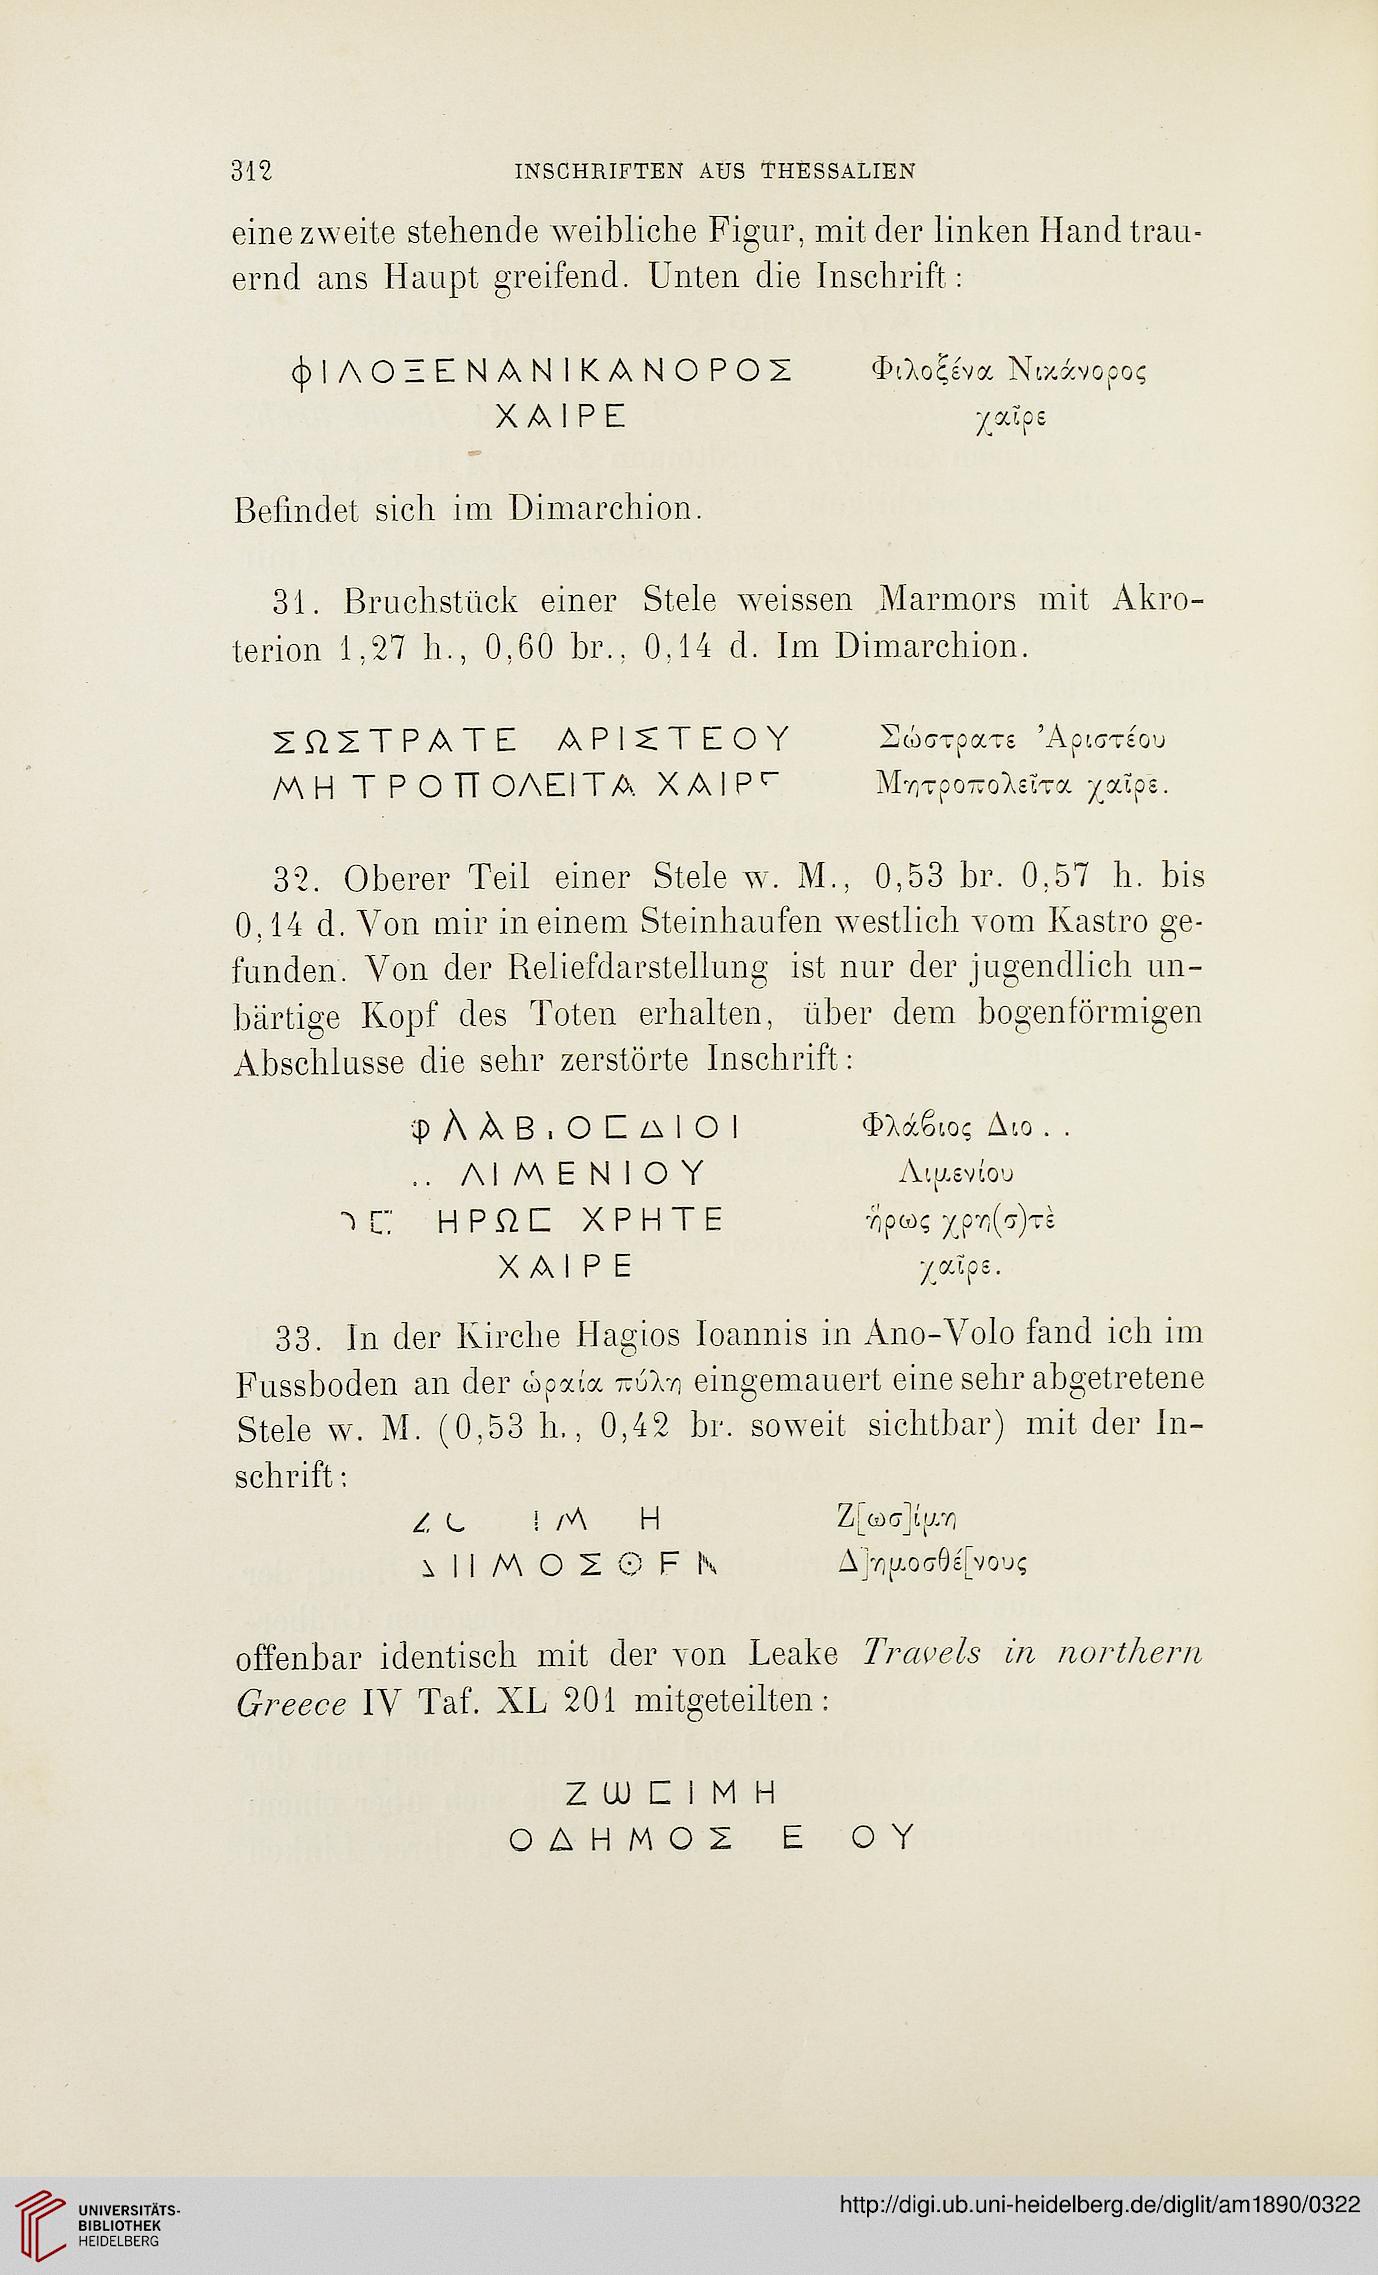 312 INSCHRIFTEN AUS THESSALIEN
eine zweite stehende weibliche Figur, mit der linken Hand trau-
ernd ans Haupt greifend. Unten die Inschrift:
ΦΙΛΟΞΕΝΑΝΙΚΑΝΟΡΟΣ Φιλοξένα Νικάνορος
ΧΑΙΡΕ χαῖρε
Befindet sich im Dimarchion.
31. Bruchstück einer Stele weissen Marmors mit Akro-
terion 1,27 h., 0,60 br., 0,14 d. Im Dimarchion.
ΣΩΣΤΡΑΤΕ ΑΡΙΣΤΕΟΥ Σώστρατε Ἀριστέου
ΜΗΤΡΟΠΟΛΕΙΤΑ ΧΑΙΡ Μητροπολεῖτα χαῖρε.
32. Oberer Teil einer Stele w. M., 0,53 br. 0,57 h. bis
0,14 d. Von mir in einem Steinhaufen westlich vom Kastro ge-
funden. Von der Reliefdarstellung ist nur der jugendlich un-
bärtige Kopf des Toten erhalten, über dem bogenförmigen
Abschlusse die sehr zerstörte Inschrift:
ΦΛΑΒΙΟΣΔΙΟΙ Φλάϐιος Διο . .
.. ΛΙΜΕΝΙΟΥ Λιμενίου
ΗΡΩΣ ΧΡΗΤΕ ἥρως χρη(σ)τὲ
ΧΑΙΡΕ χαῖρε.
33. In der Kirche Hagios Ioannis in Ano-Volo fand ich im
Fussboden an der ὡραία πύλη eingemauert eine sehr abgetretene
Stele w. M. (0,53 h., 0,42 br. soweit sichtbar) mit der In-
schrift:
Ι Μ Η Ζ[ωσ]ίμη
ΙΙΜΟΣΘ Δ]ημοσθέ[νους
offenbar identisch mit der von Leake Travels in northern
Greece IV Taf. XL 201 mitgeteilten:
ΖωΣΙΜΗ
ΟΔΗΜΟΣ Ε ΟΥ
UNIVERSITÄTS-
BIBLIOTHEK
HEIDELBERG
http://digi.ub.uni-heidelberg.de/diglit/am1890/0322